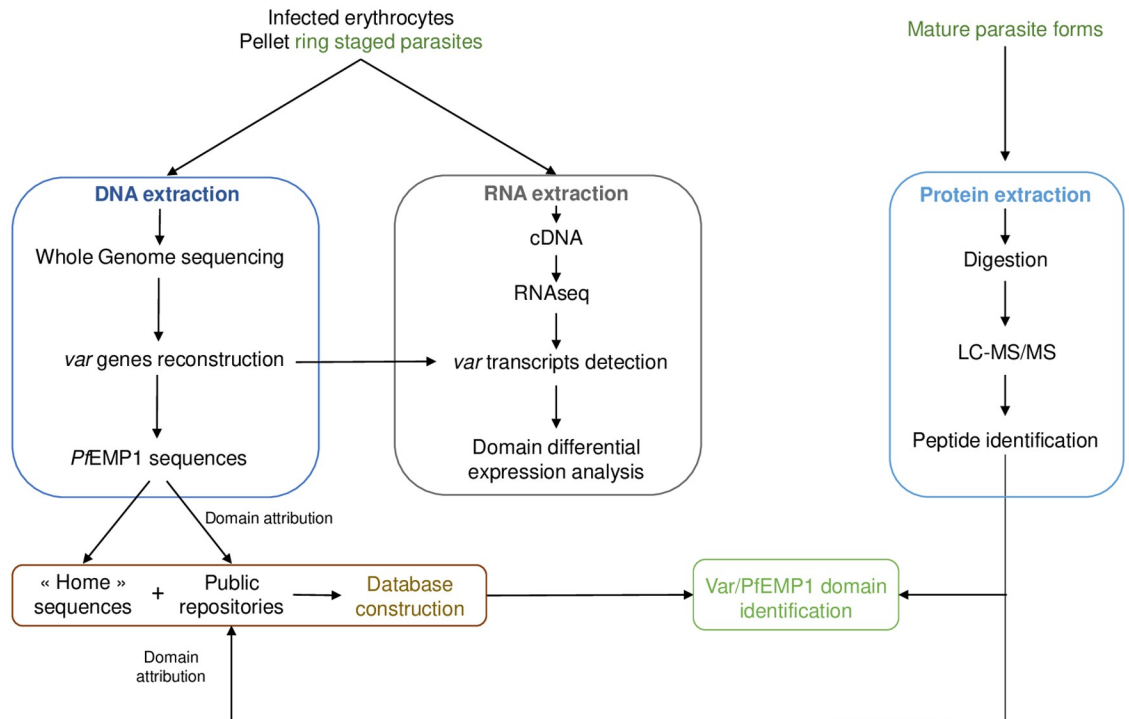 Infected erythrocytes
Pellet ring staged parasites
Mature parasite forms
DNA extraction
Whole Genome sequencing
var genes reconstruction
PfEMP1 sequences
RNA extraction
cDNA
RNAseq
var transcripts detection
Domain differential
expression analysis
Protein extraction
Digestion
LC-MS/MS
Peptide identification
Domain attribution
« Home »
sequences
+
Public
repositories
Database
construction
Var/PfEMP1 domain
identification
Domain
attribution